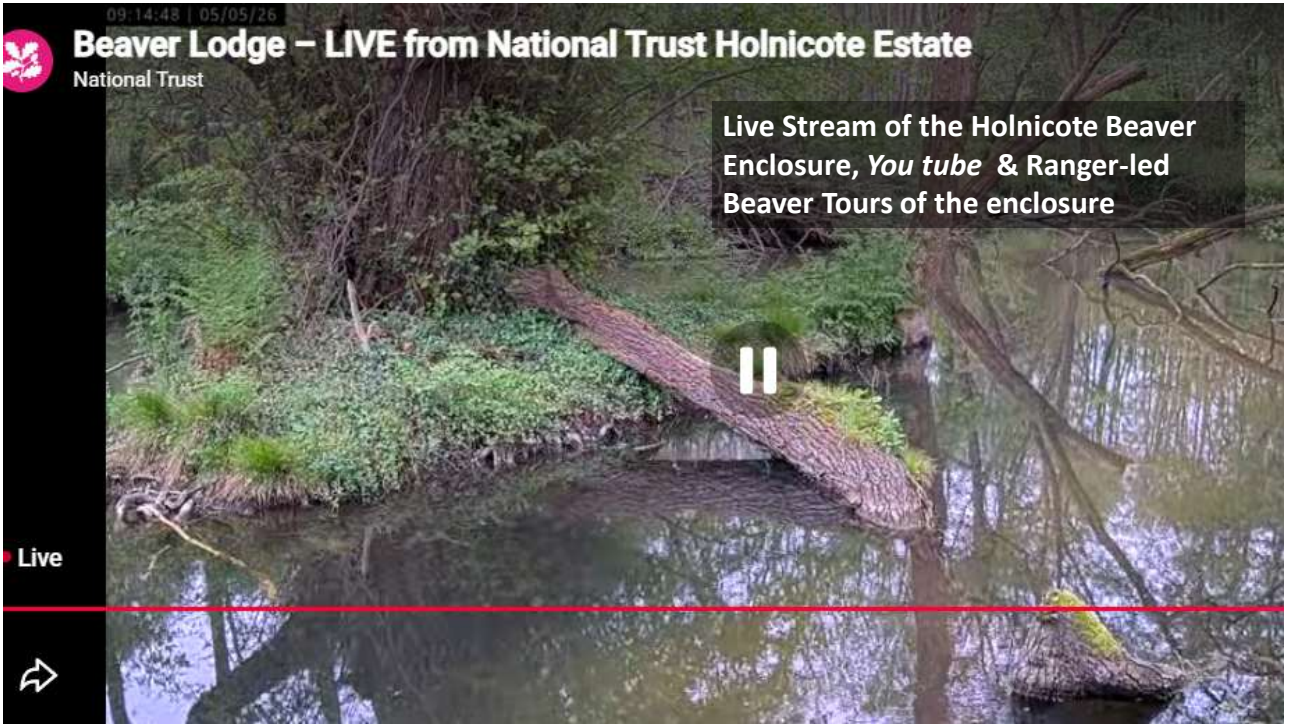 09:14:48 | 05/05/26
Beaver Lodge – LIVE from National Trust Holnicote Estate
National Trust
Live Stream of the Holnicote Beaver
Enclosure, You tube & Ranger-led
Beaver Tours of the enclosure
Live